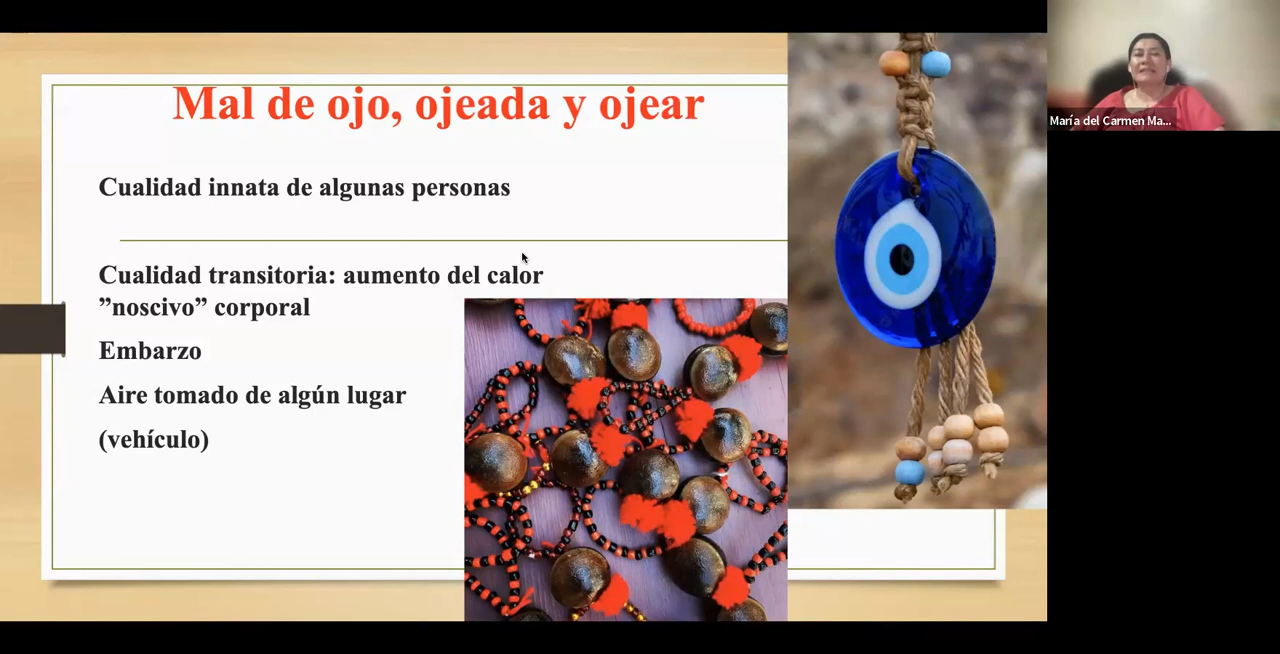 Mal de ojo, ojeada y ojear
Cualidad innata de algunas personas
Cualidad transitoria: aumento del calor
”noscivo” corporal
Embarzo
Aire tomado de algún lugar
(vehículo)
María del Carmen Ma...